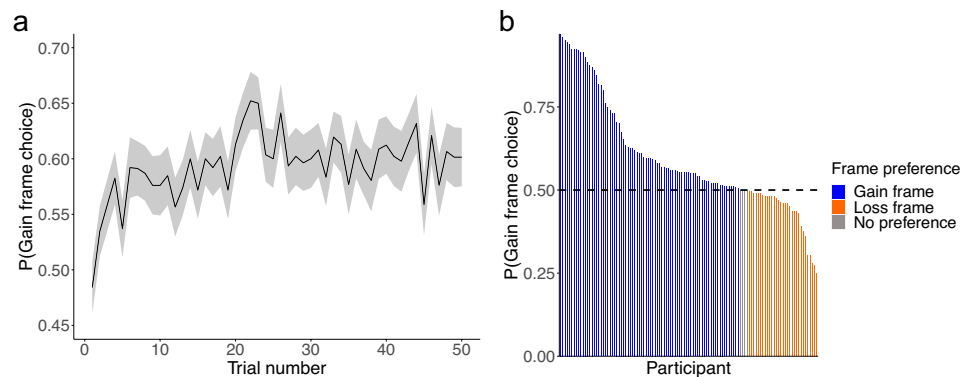 a
P(Gain frame choice)
0.70
0.65
0.60
0.55
0.50
0.45
0 10 20 30 40 50
Trial number
b
P(Gain frame choice)
0.75
0.50
0.25
0.00
Participant
Frame preference
Gain frame
Loss frame
No preference